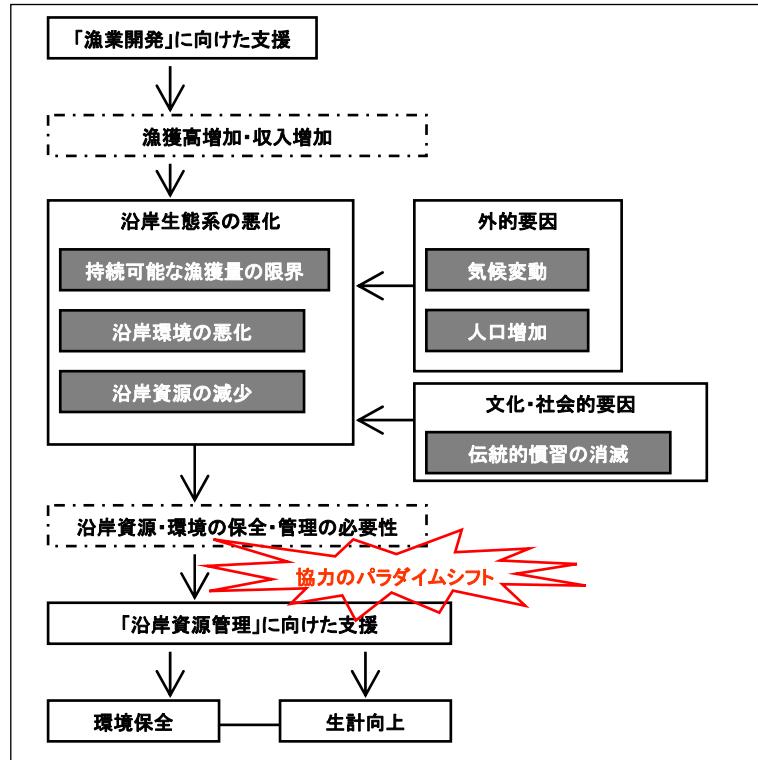 「漁業開発」に向けた支援
漁獲高増加・収入増加
沿岸生態系の悪化
持続可能な漁獲量の限界
沿岸環境の悪化
沿岸資源の減少
外的要因
気候変動
人口増加
文化・社会的要因
伝統的慣習の消滅
沿岸資源・環境の保全・管理の必要性
協力のパラダイムシフト
「沿岸資源管理」に向けた支援
環境保全
生計向上